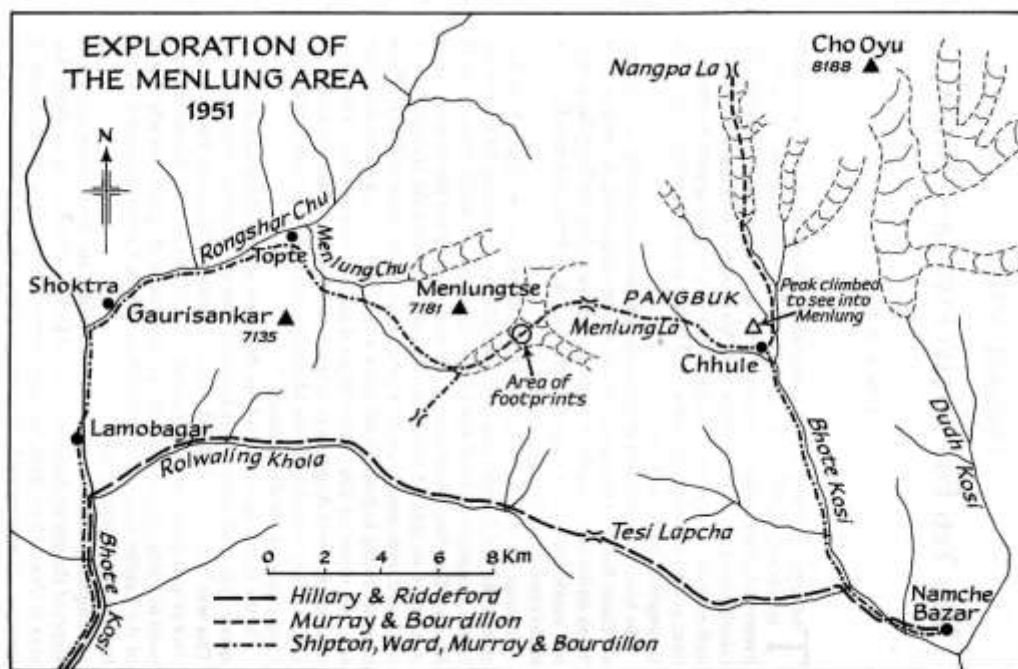 EXPLORATION OF
THE MENLUNG AREA
1951
N
Cho Oyu
8188
Nangpa La
Rongshar Chu
Menlung Chu
Topte
Shoktra
Gaurisankar
7135
Menlungtse
7181
PANGBUK
Menlung La
Peak climbed
to see into
Menlung
Chhule
Area of
footprints
Lamobagar
Rolwaling Khola
Bhote Kosi
Dudh Kosi
Tesi Lapcha
Bhote Kosi
Namche
Bazar
0 2 4 6 8 Km
Hillary & Riddeford
Murray & Bourdillon
Shipton, Ward, Murray & Bourdillon